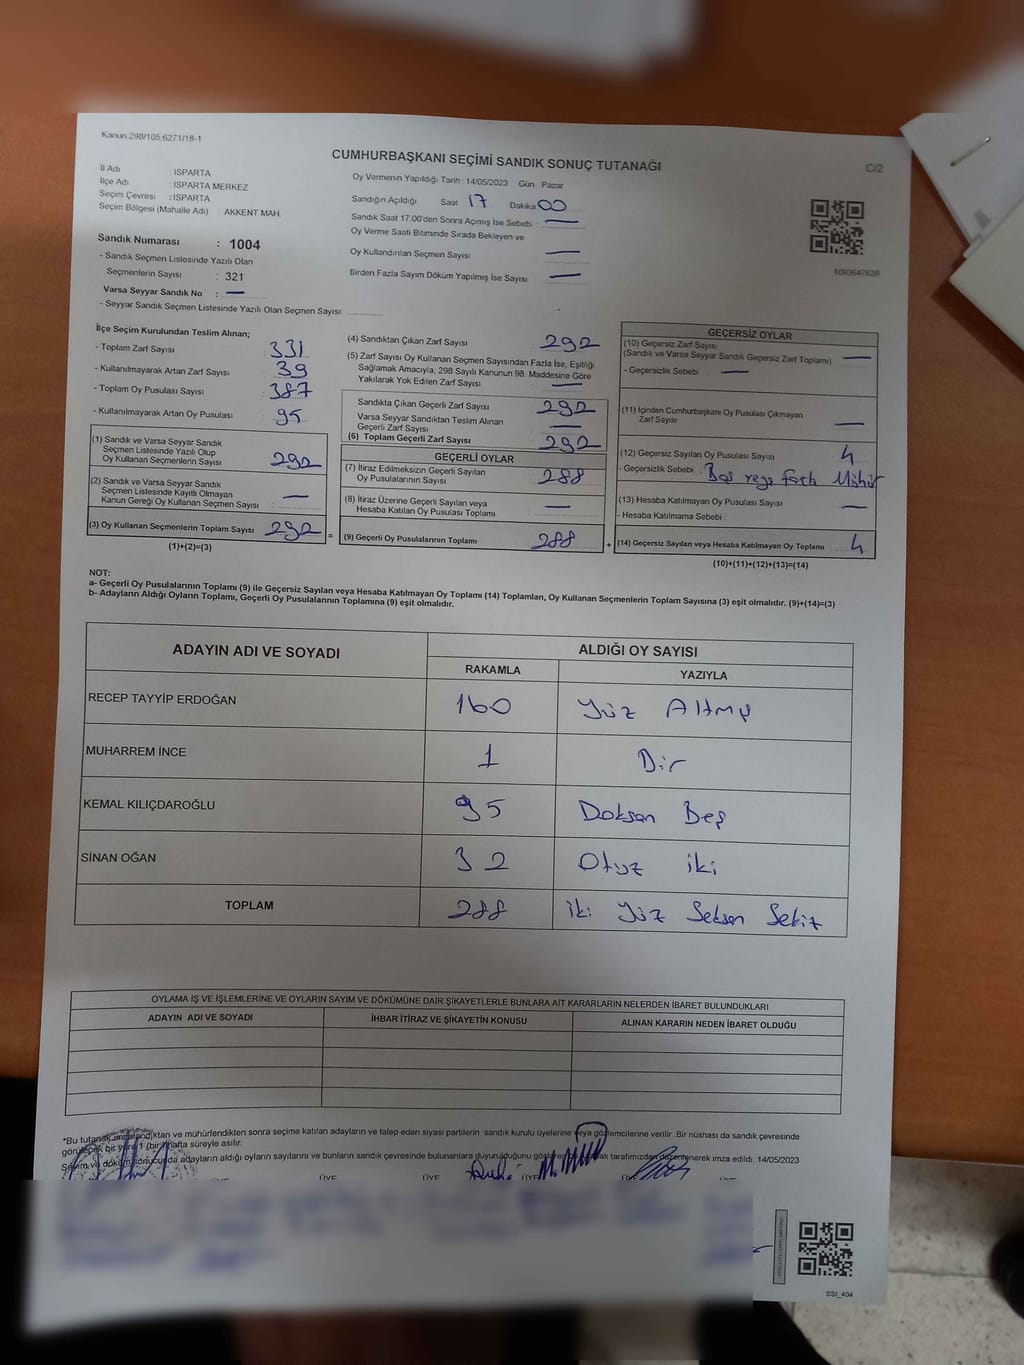 Kanun:298/105,6271/18-1
CUMHURBAŞKANI SEÇİMİ SANDIK SONUÇ TUTANAĞI
C/2
İl Adı : ISPARTA
İlçe Adı : ISPARTA MERKEZ
Seçim Çevresi : ISPARTA
Seçim Bölgesi (Mahalle Adı) : AKKENT MAH.
Oy Vermenin Yapıldığı Tarih :14/05/2023 Gün Pazar
Sandığın Açıldığı Saat 17 Dakika 00
Sandık Saat 17:00'den Sonra Açılmış İse Sebebi : —
Oy Verme Saati Bitiminde Sırada Bekleyen ve
Oy Kullandırılan Seçmen Sayısı —
Birden Fazla Sayım Döküm Yapılmış İse Sayısı —
1093647639
Sandık Numarası : 1004
- Sandık Seçmen Listesinde Yazılı Olan
Seçmenlerin Sayısı : 321
Varsa Seyyar Sandık No : —
- Seyyar Sandık Seçmen Listesinde Yazılı Olan Seçmen Sayısı:
İlçe Seçim Kurulundan Teslim Alınan;
- Toplam Zarf Sayısı 331
- Kullanılmayarak Artan Zarf Sayısı 39
- Toplam Oy Pusulası Sayısı 387
- Kullanılmayarak Artan Oy Pusulası 95
(1) Sandık ve Varsa Seyyar Sandık
Seçmen Listesinde Yazılı Olup
Oy Kullanan Seçmenlerin Sayısı 292
(2) Sandık ve Varsa Seyyar Sandık
Seçmen Listesinde Kayıtlı Olmayan
Kanun Gereği Oy Kullanan Seçmen Sayısı —
(3) Oy Kullanan Seçmenlerin Toplam Sayısı 292
(1)+(2)=(3)
(4) Sandıktan Çıkan Zarf Sayısı 292
(5) Zarf Sayısı Oy Kullanan Seçmen Sayısından Fazla İse, Eşitliği
Sağlamak Amacıyla, 298 Sayılı Kanunun 98. Maddesine Göre
Yakılarak Yok Edilen Zarf Sayısı —
Sandıkta Çıkan Geçerli Zarf Sayısı 292
Varsa Seyyar Sandıktan Teslim Alınan
Geçerli Zarf Sayısı —
(6) Toplam Geçerli Zarf Sayısı 292
GEÇERLİ OYLAR
(7) İtiraz Edilmeksizin Geçerli Sayılan
Oy Pusulalarının Sayısı 288
(8) İtiraz Üzerine Geçerli Sayılan veya
Hesaba Katılan Oy Pusulası Toplamı —
= (9) Geçerli Oy Pusulalarının Toplamı 288
GEÇERSİZ OYLAR
(10) Geçersiz Zarf Sayısı
(Sandık ve Varsa Seyyar Sandık Geçersiz Zarf Toplamı) —
- Geçersizlik Sebebi : —
(11) İçinden Cumhurbaşkanı Oy Pusulası Çıkmayan
Zarf Sayısı —
(12) Geçersiz Sayılan Oy Pusulası Sayısı 4
- Geçersizlik Sebebi : Boş veya fazla Mühür
(13) Hesaba Katılmayan Oy Pusulası Sayısı —
- Hesaba Katılmama Sebebi :
+ (14) Geçersiz Sayılan veya Hesaba Katılmayan Oy Toplamı 4
(10)+(11)+(12)+(13)=(14)
NOT:
a- Geçerli Oy Pusulalarının Toplamı (9) ile Geçersiz Sayılan veya Hesaba Katılmayan Oy Toplamı (14) Toplamları, Oy Kullanan Seçmenlerin Toplam Sayısına (3) eşit olmalıdır. (9)+(14)=(3)
b- Adayların Aldığı Oyların Toplamı, Geçerli Oy Pusulalarının Toplamına (9) eşit olmalıdır.
ADAYIN ADI VE SOYADI ALDIĞI OY SAYISI
RAKAMLA YAZIYLA
RECEP TAYYİP ERDOĞAN 160 Yüz Altmış
MUHARREM İNCE 1 Bir
KEMAL KILIÇDAROĞLU 95 Doksan Beş
SİNAN OĞAN 32 Otuz iki
TOPLAM 288 iki Yüz Seksen Sekiz
OYLAMA İŞ VE İŞLEMLERİNE VE OYLARIN SAYIM VE DÖKÜMÜNE DAİR ŞİKAYETLERLE BUNLARA AİT KARARLARIN NELERDEN İBARET BULUNDUKLARI
ADAYIN ADI VE SOYADI İHBAR İTİRAZ VE ŞİKAYETİN KONUSU ALINAN KARARIN NEDEN İBARET OLDUĞU
*Bu tutanak imzalandıktan ve mühürlendikten sonra seçime katılan adayların ve talep eden siyasi partilerin sandık kurulu üyelerine veya gözlemcilerine verilir. Bir nüshası da sandık çevresinde
görülecek bir yere 1 (bir) hafta süreyle asılır.
Seçim ve döküm sonucunda adayların aldığı oyların sayılarını ve bunların sandık çevresinde bulunanlara duyurulduğunu tarafımızdan düzenlenerek imza edildi. 14/05/2023
ÜYE ÜYE ÜYE ÜYE
SSI_404